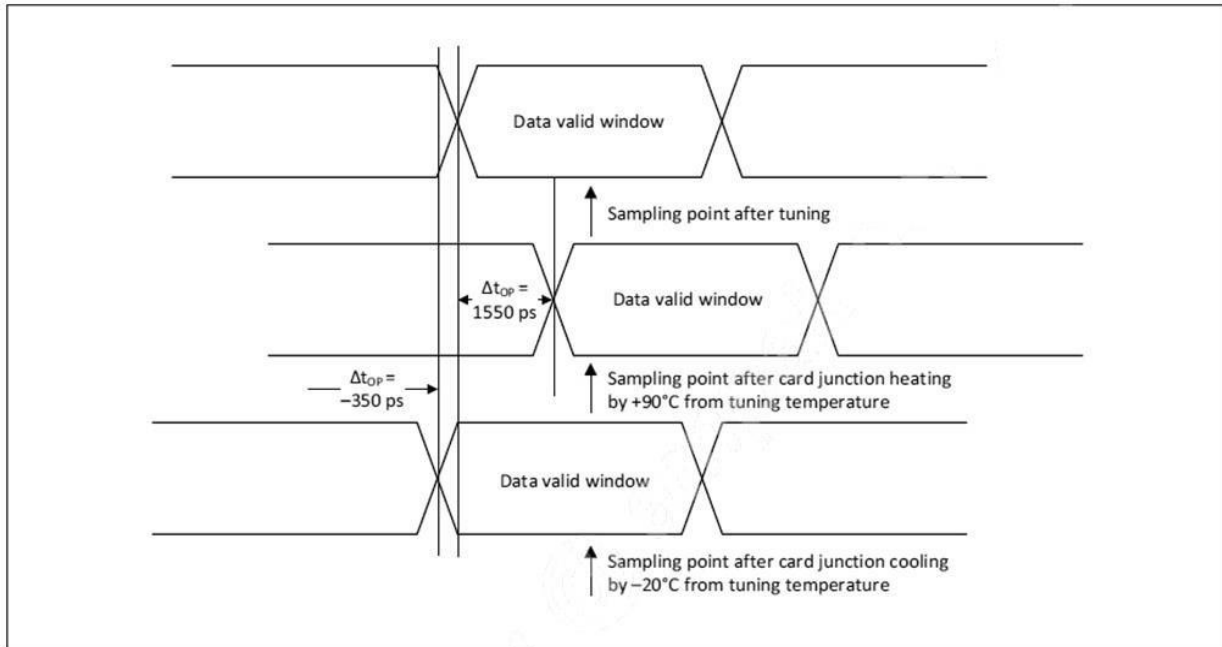 Data valid window
Sampling point after tuning
Δt_OP =
1550 ps
Data valid window
Δt_OP =
−350 ps
Sampling point after card junction heating
by +90°C from tuning temperature
Data valid window
Sampling point after card junction cooling
by −20°C from tuning temperature